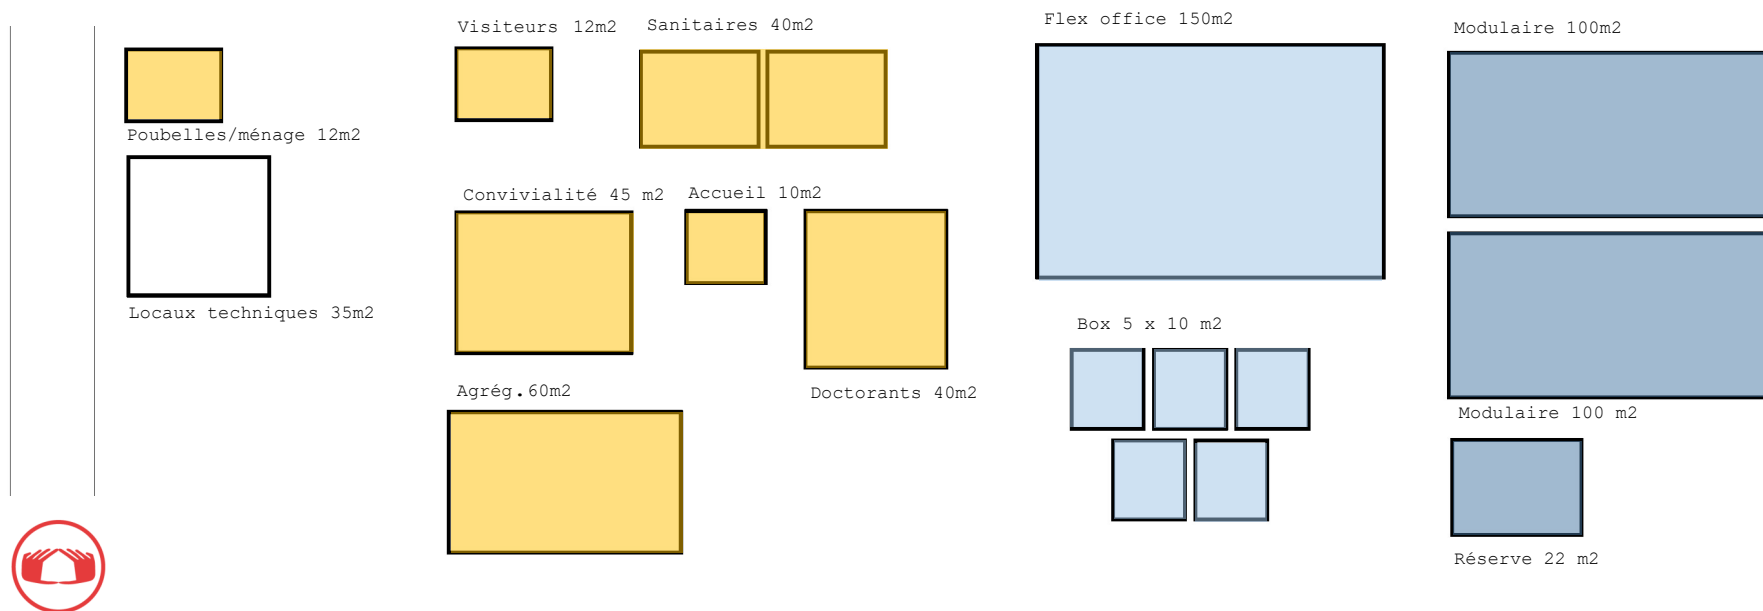 Poubelles/ménage 12m2
Locaux techniques 35m2
Visiteurs 12m2
Sanitaires 40m2
Convivialité 45 m2
Accueil 10m2
Agrég.60m2
Doctorants 40m2
Flex office 150m2
Box 5 x 10 m2
Modulaire 100m2
Modulaire 100 m2
Réserve 22 m2